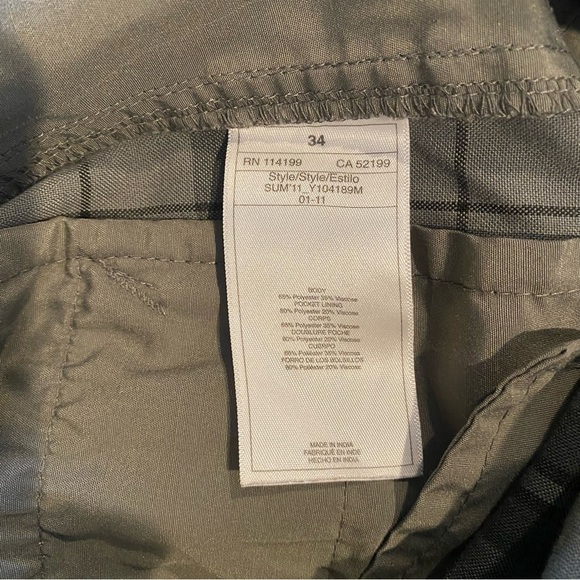 34
RN 114199 CA 52199
Style/Style/Estilo
SUM'11_Y104189M
01-11
BODY
65% Polyester 35% Viscose
POCKET LINING
80% Polyester 20% Viscose
CORPS
65% Polyester 35% Viscose
DOUBLURE POCHE
80% Polyester 20% Viscose
CUERPO
65% Poliéster 35% Viscosa
FORRO DE LOS BOLSILLOS
80% Poliéster 20% Viscosa
MADE IN INDIA
FABRIQUÉ EN INDE
HECHO EN INDIA